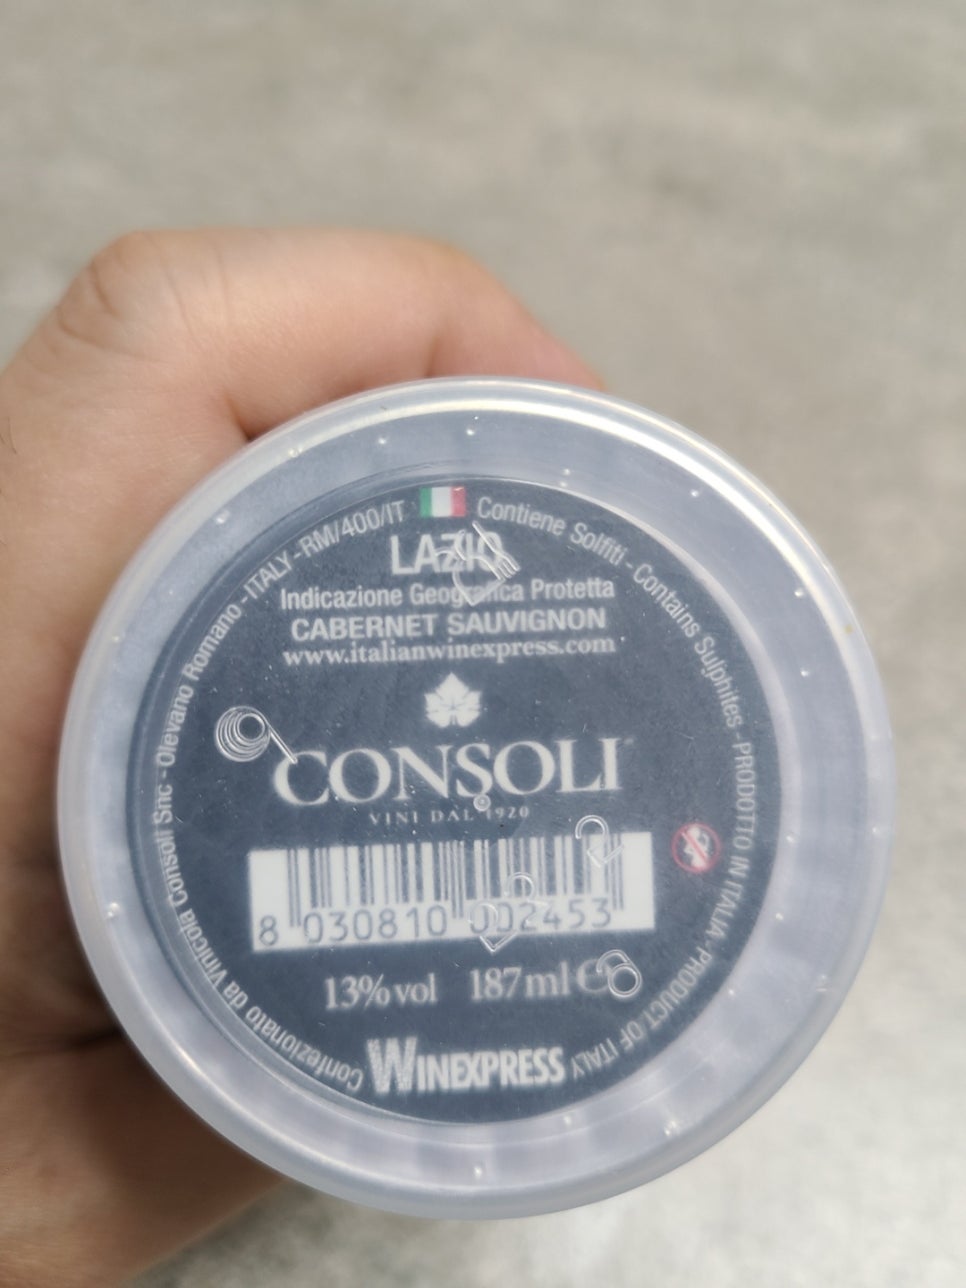 Confezionato da Vinicola Consoli Snc - Olevano Romano - ITALY - RM/400/IT
Contiene Solfiti - Contains Sulphites - PRODOTTO IN ITALIA - PRODUCT OF ITALY
LAZIO
Indicazione Geografica Protetta
CABERNET SAUVIGNON
www.italianwinexpress.com
CONSOLI
VINI DAL 1920
8 030810 002453
13% vol 187 ml e
WINEXPRESS